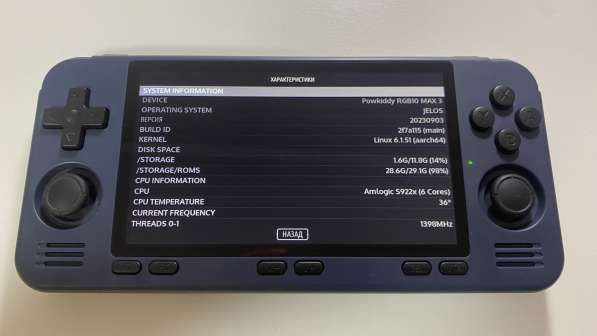 ХАРАКТЕРИСТИКИ
SYSTEM INFORMATION
DEVICE Powkiddy RGB10 MAX 3
OPERATING SYSTEM JELOS
ВЕРСИЯ 20230903
BUILD ID 2f7a115 (main)
KERNEL Linux 6.1.51 (aarch64)
DISK SPACE
/STORAGE 1.6G/11.8G (14%)
/STORAGE/ROMS 28.6G/29.1G (98%)
CPU INFORMATION
CPU Amlogic S922x (6 Cores)
CPU TEMPERATURE 36°
CURRENT FREQUENCY
THREADS 0-1 1398MHz
НАЗАД
X
Y
A
B